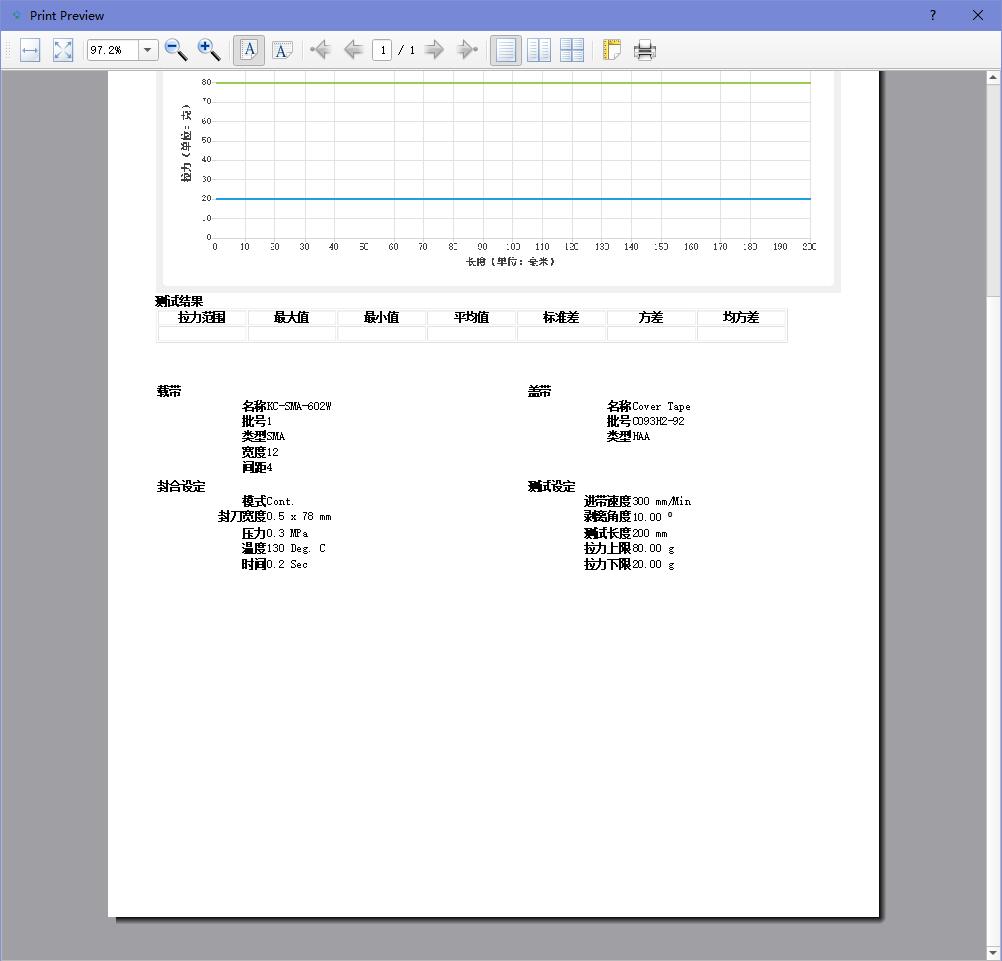 Print Preview ?
97.2% A A 1 / 1
80
70
60
50
40
30
20
10
0
拉力（单位：克）
0 10 20 30 40 50 60 70 80 90 100 110 120 130 140 150 160 170 180 190 200
长度（单位：毫米）
测试结果
拉力范围 最大值 最小值 平均值 标准差 方差 均方差
载带 盖带
名称KC-SMA-602W 名称Cover Tape
批号1 批号C093H2-92
类型SMA 类型HAA
宽度12
间距4
封合设定 测试设定
模式Cont. 进带速度300 mm/Min
封刀宽度0.5 x 78 mm 剥离角度10.00 °
压力0.3 MPa 测试长度200 mm
温度130 Deg. C 拉力上限80.00 g
时间0.2 Sec 拉力下限20.00 g